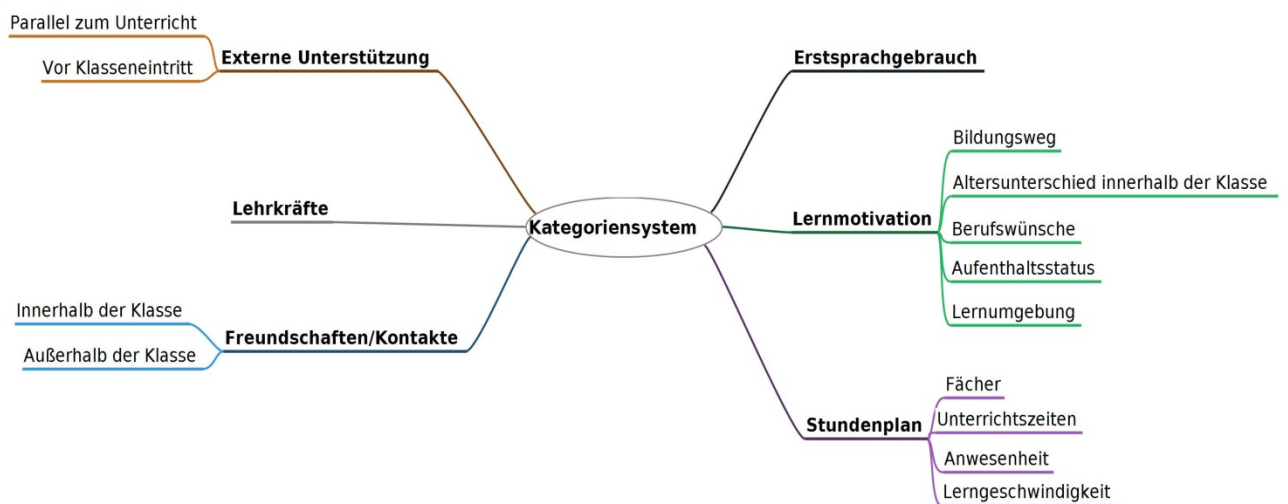 Parallel zum Unterricht
Vor Klasseneintritt
Externe Unterstützung
Lehrkräfte
Innerhalb der Klasse
Außerhalb der Klasse
Freundschaften/Kontakte
Kategoriensystem
Erstsprachgebrauch
Lernmotivation
Bildungsweg
Altersunterschied innerhalb der Klasse
Berufswünsche
Aufenthaltsstatus
Lernumgebung
Stundenplan
Fächer
Unterrichtszeiten
Anwesenheit
Lerngeschwindigkeit